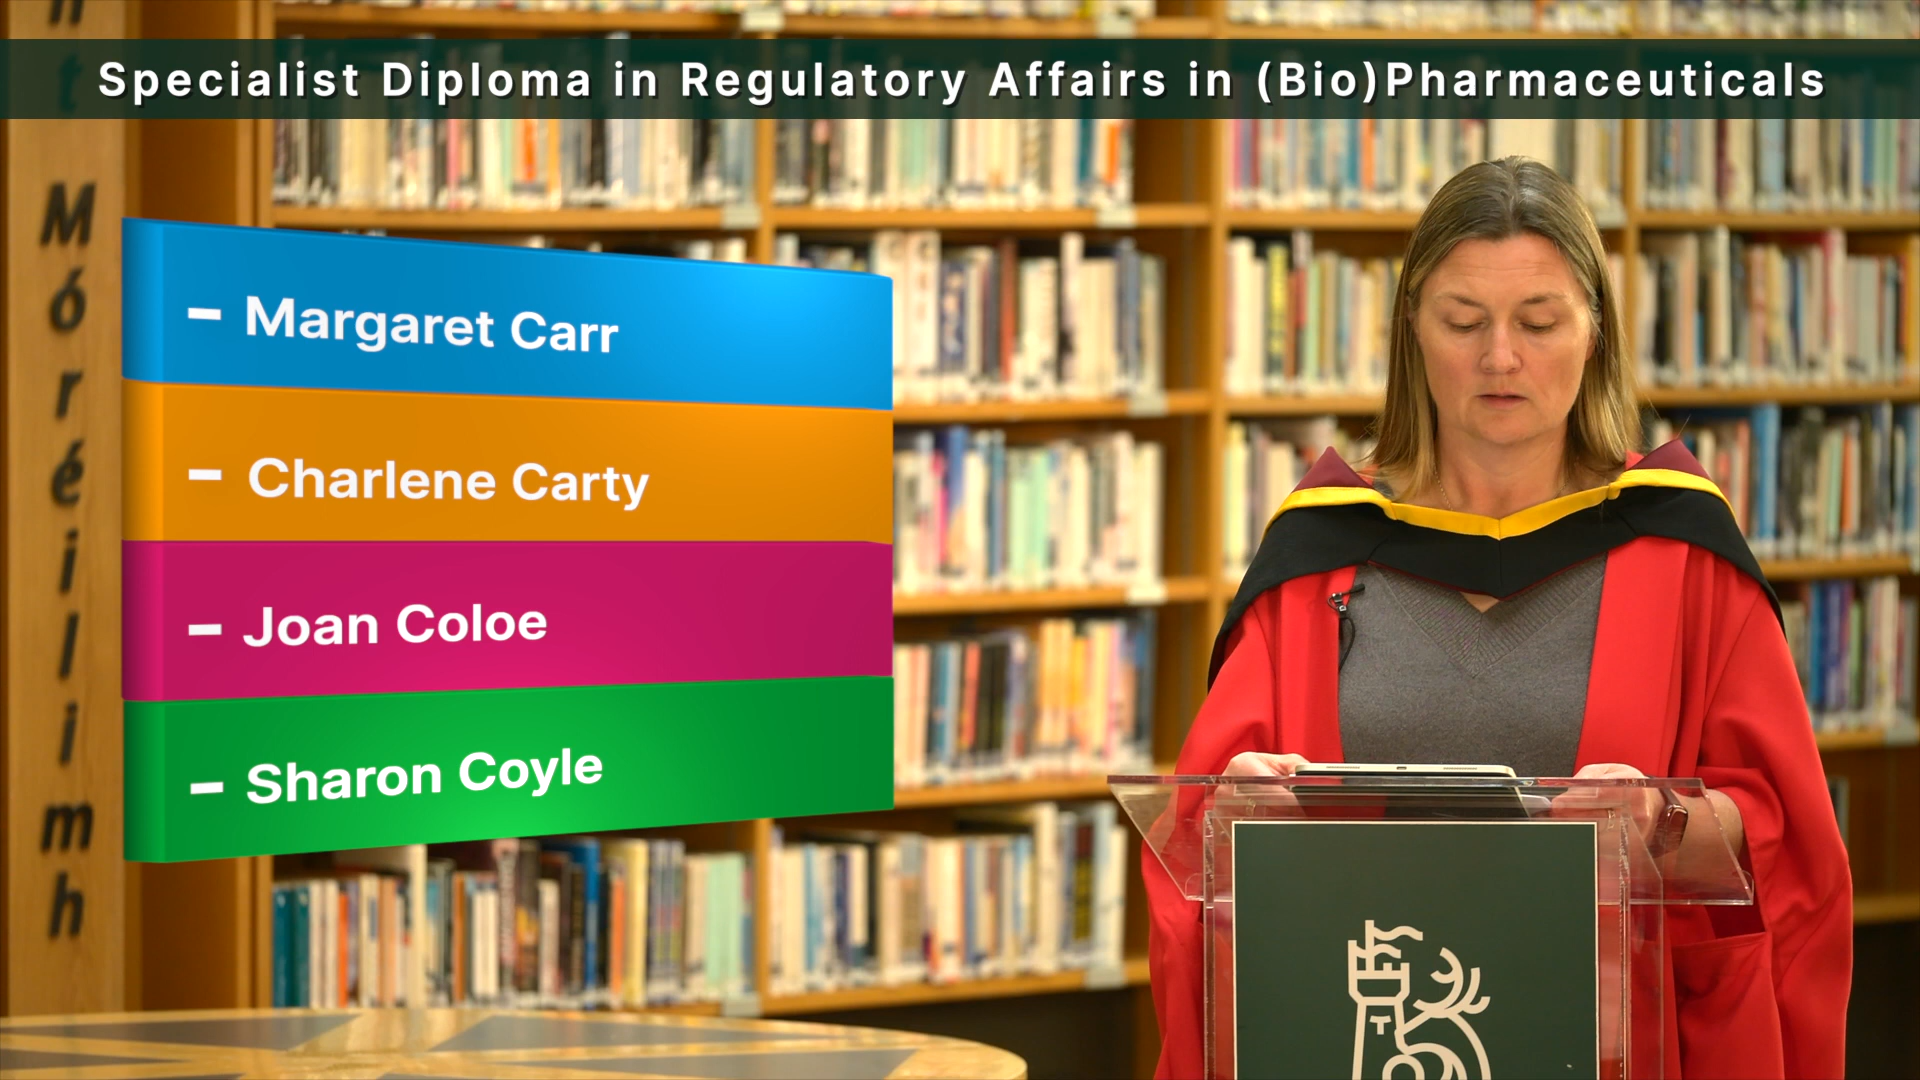 Specialist Diploma in Regulatory Affairs in (Bio)Pharmaceuticals
Móréilimh
– Margaret Carr
– Charlene Carty
– Joan Coloe
– Sharon Coyle